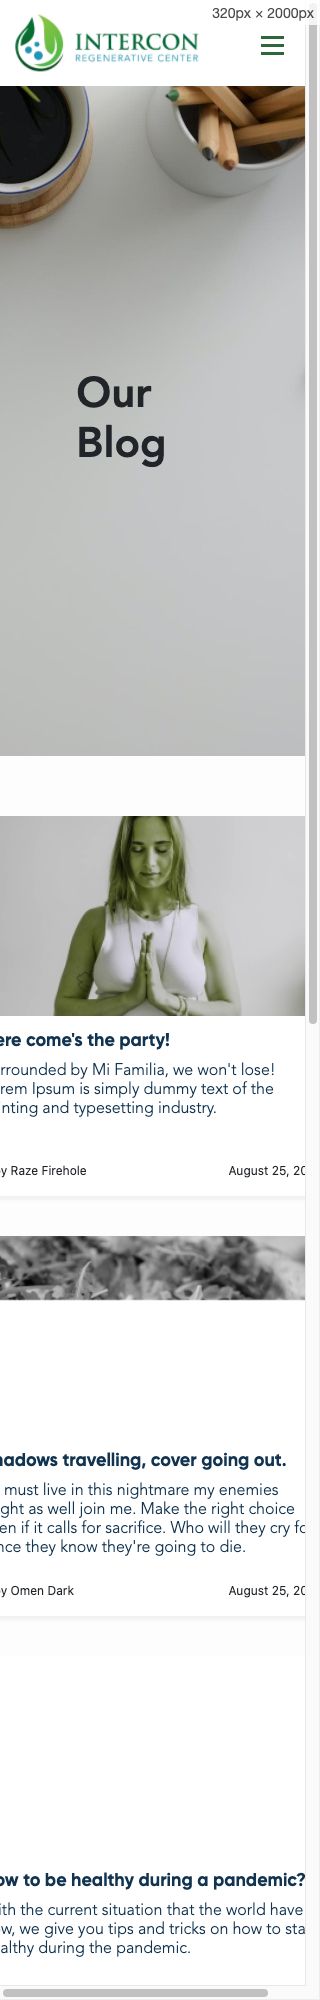 320px × 2000px
INTERCON
REGENERATIVE CENTER
Our
Blog
ere come's the party!
rrounded by Mi Familia, we won't lose!
rem Ipsum is simply dummy text of the
nting and typesetting industry.
y Raze Firehole
August 25, 20
adows travelling, cover going out.
must live in this nightmare my enemies
ght as well join me. Make the right choice
en if it calls for sacrifice. Who will they cry fo
nce they know they're going to die.
y Omen Dark
August 25, 20
ow to be healthy during a pandemic?
ith the current situation that the world have
w, we give you tips and tricks on how to sta
althy during the pandemic.